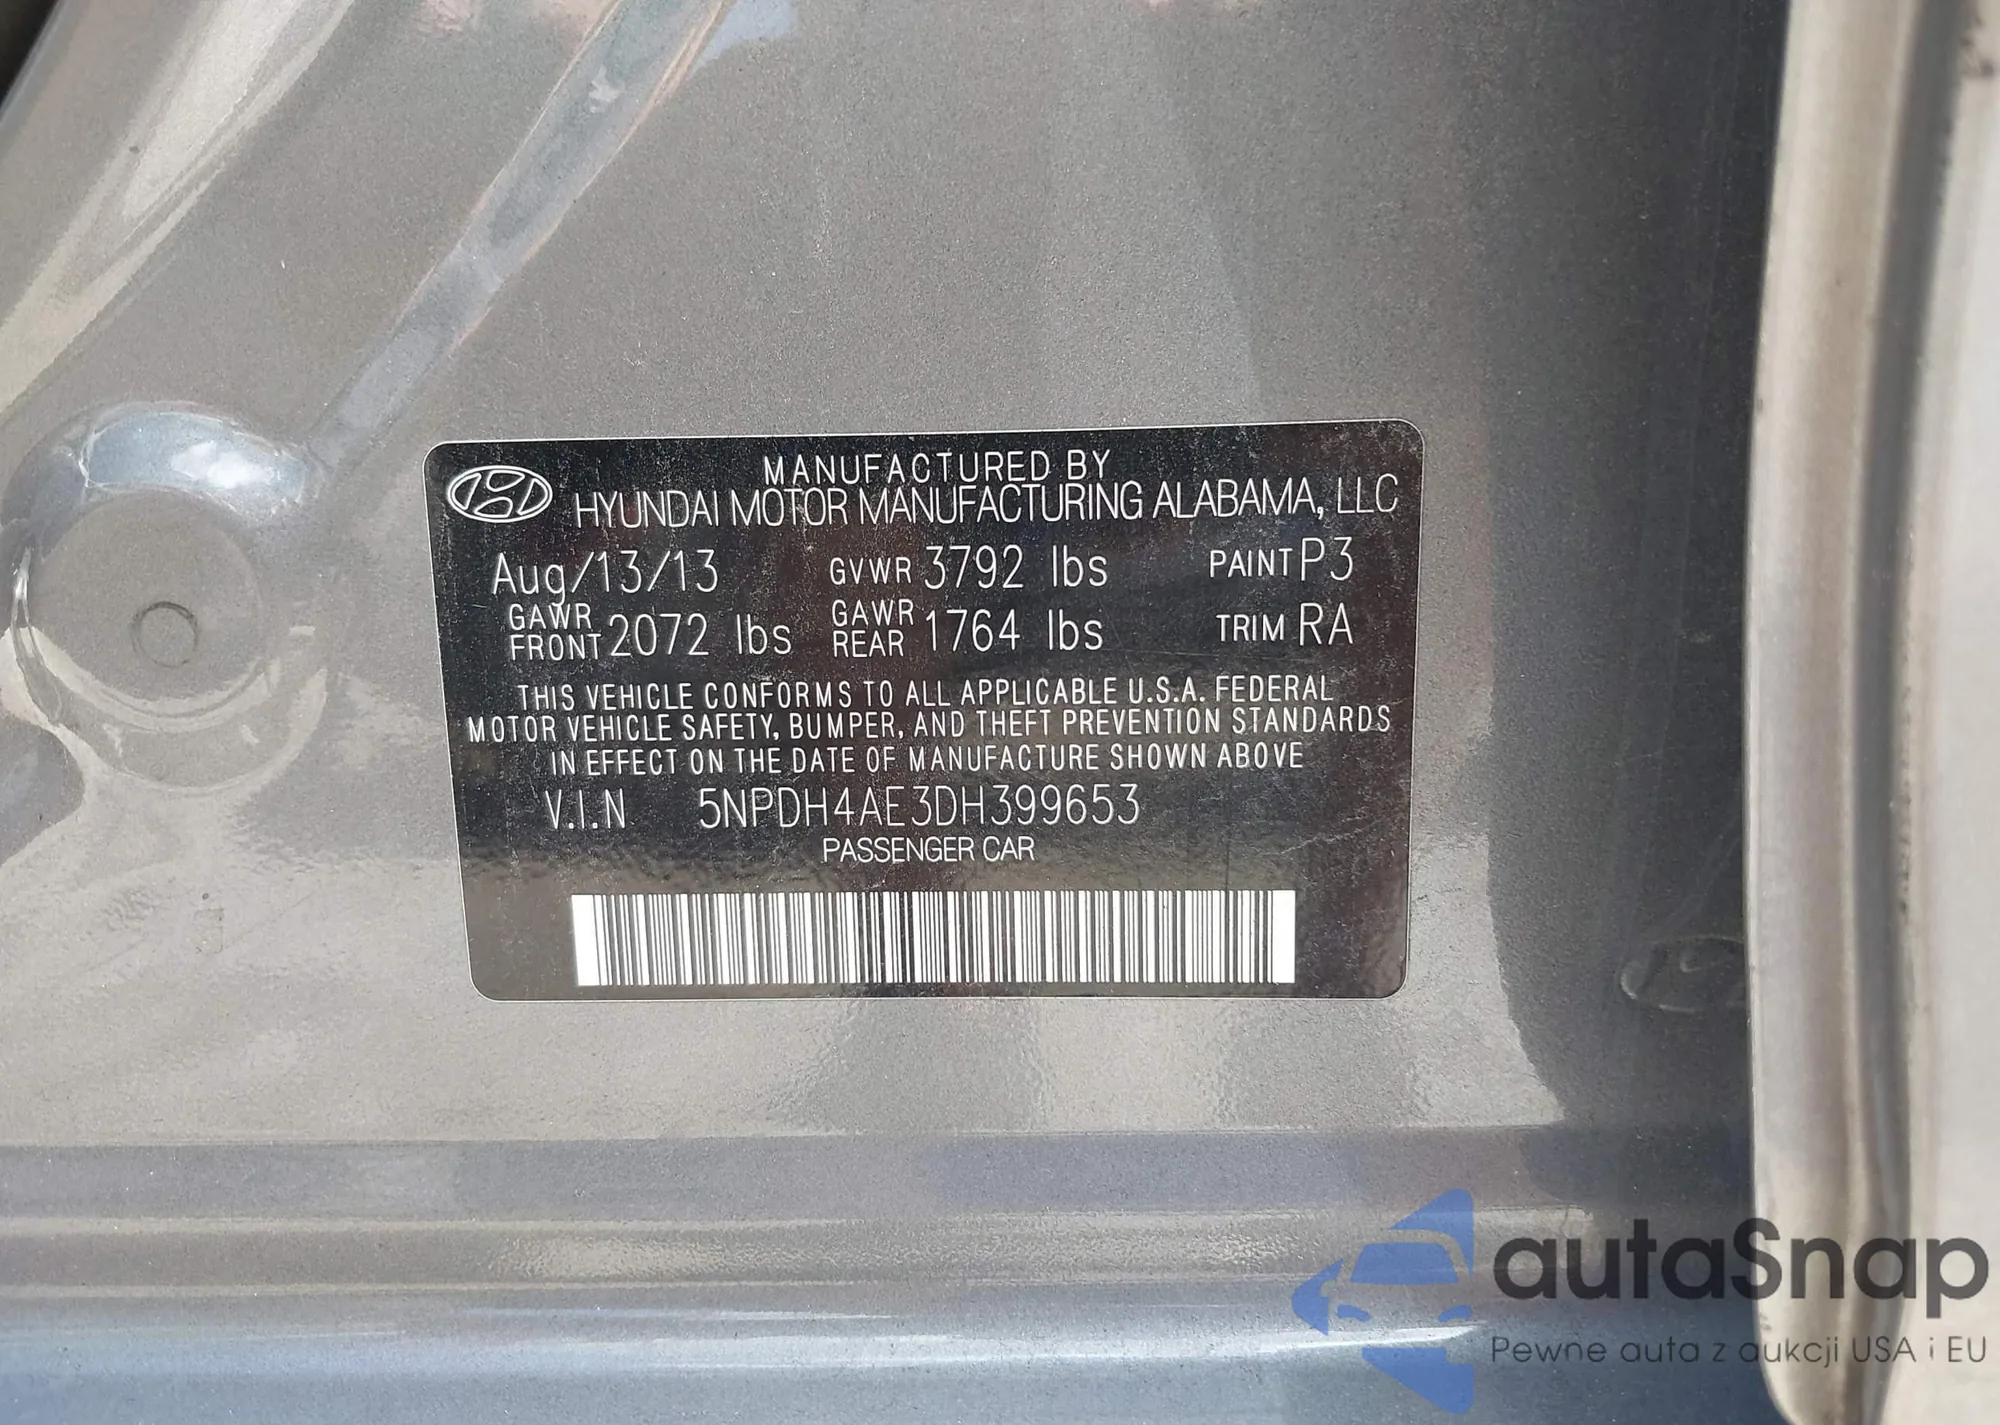 MANUFACTURED BY
HYUNDAI MOTOR MANUFACTURING ALABAMA, LLC
Aug/13/13 GVWR 3792 lbs PAINT P3
GAWR FRONT 2072 lbs GAWR REAR 1764 lbs TRIM RA
THIS VEHICLE CONFORMS TO ALL APPLICABLE U.S.A. FEDERAL
MOTOR VEHICLE SAFETY, BUMPER, AND THEFT PREVENTION STANDARDS
IN EFFECT ON THE DATE OF MANUFACTURE SHOWN ABOVE
V.I.N 5NPDH4AE3DH399653
PASSENGER CAR
autaSnap
Pewne auta z aukcji USA i EU